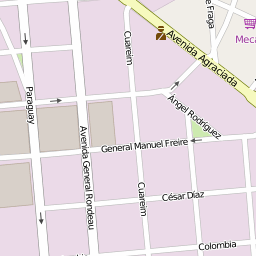 de Fraga
Meca
Avenida Agraciada
Cuareim
Paraguay
Angel Rodríguez
Avenida General Rondeau
General Manuel Freire
César Díaz
Cuareim
Colombia